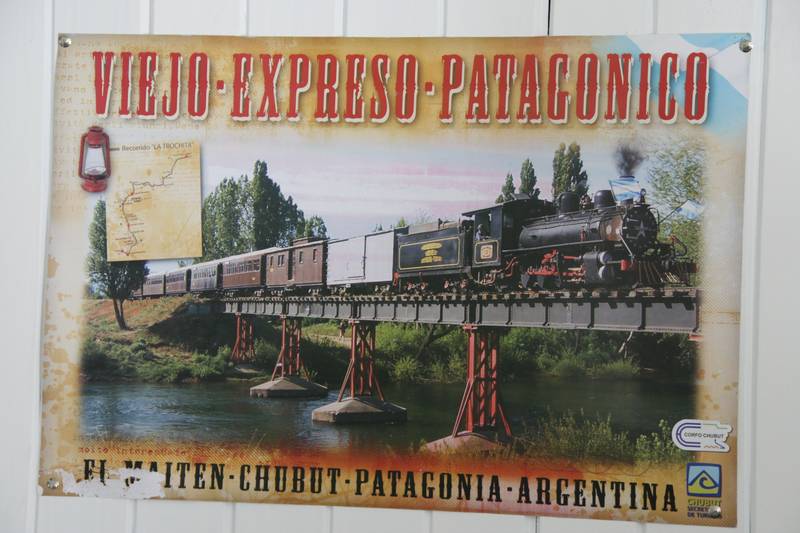 VIEJO·EXPRESO·PATAGONICO
Recorrido "LA TROCHITA"
EL MAITEN·CHUBUT·PATAGONIA·ARGENTINA
CORFO CHUBUT
CHUBUT